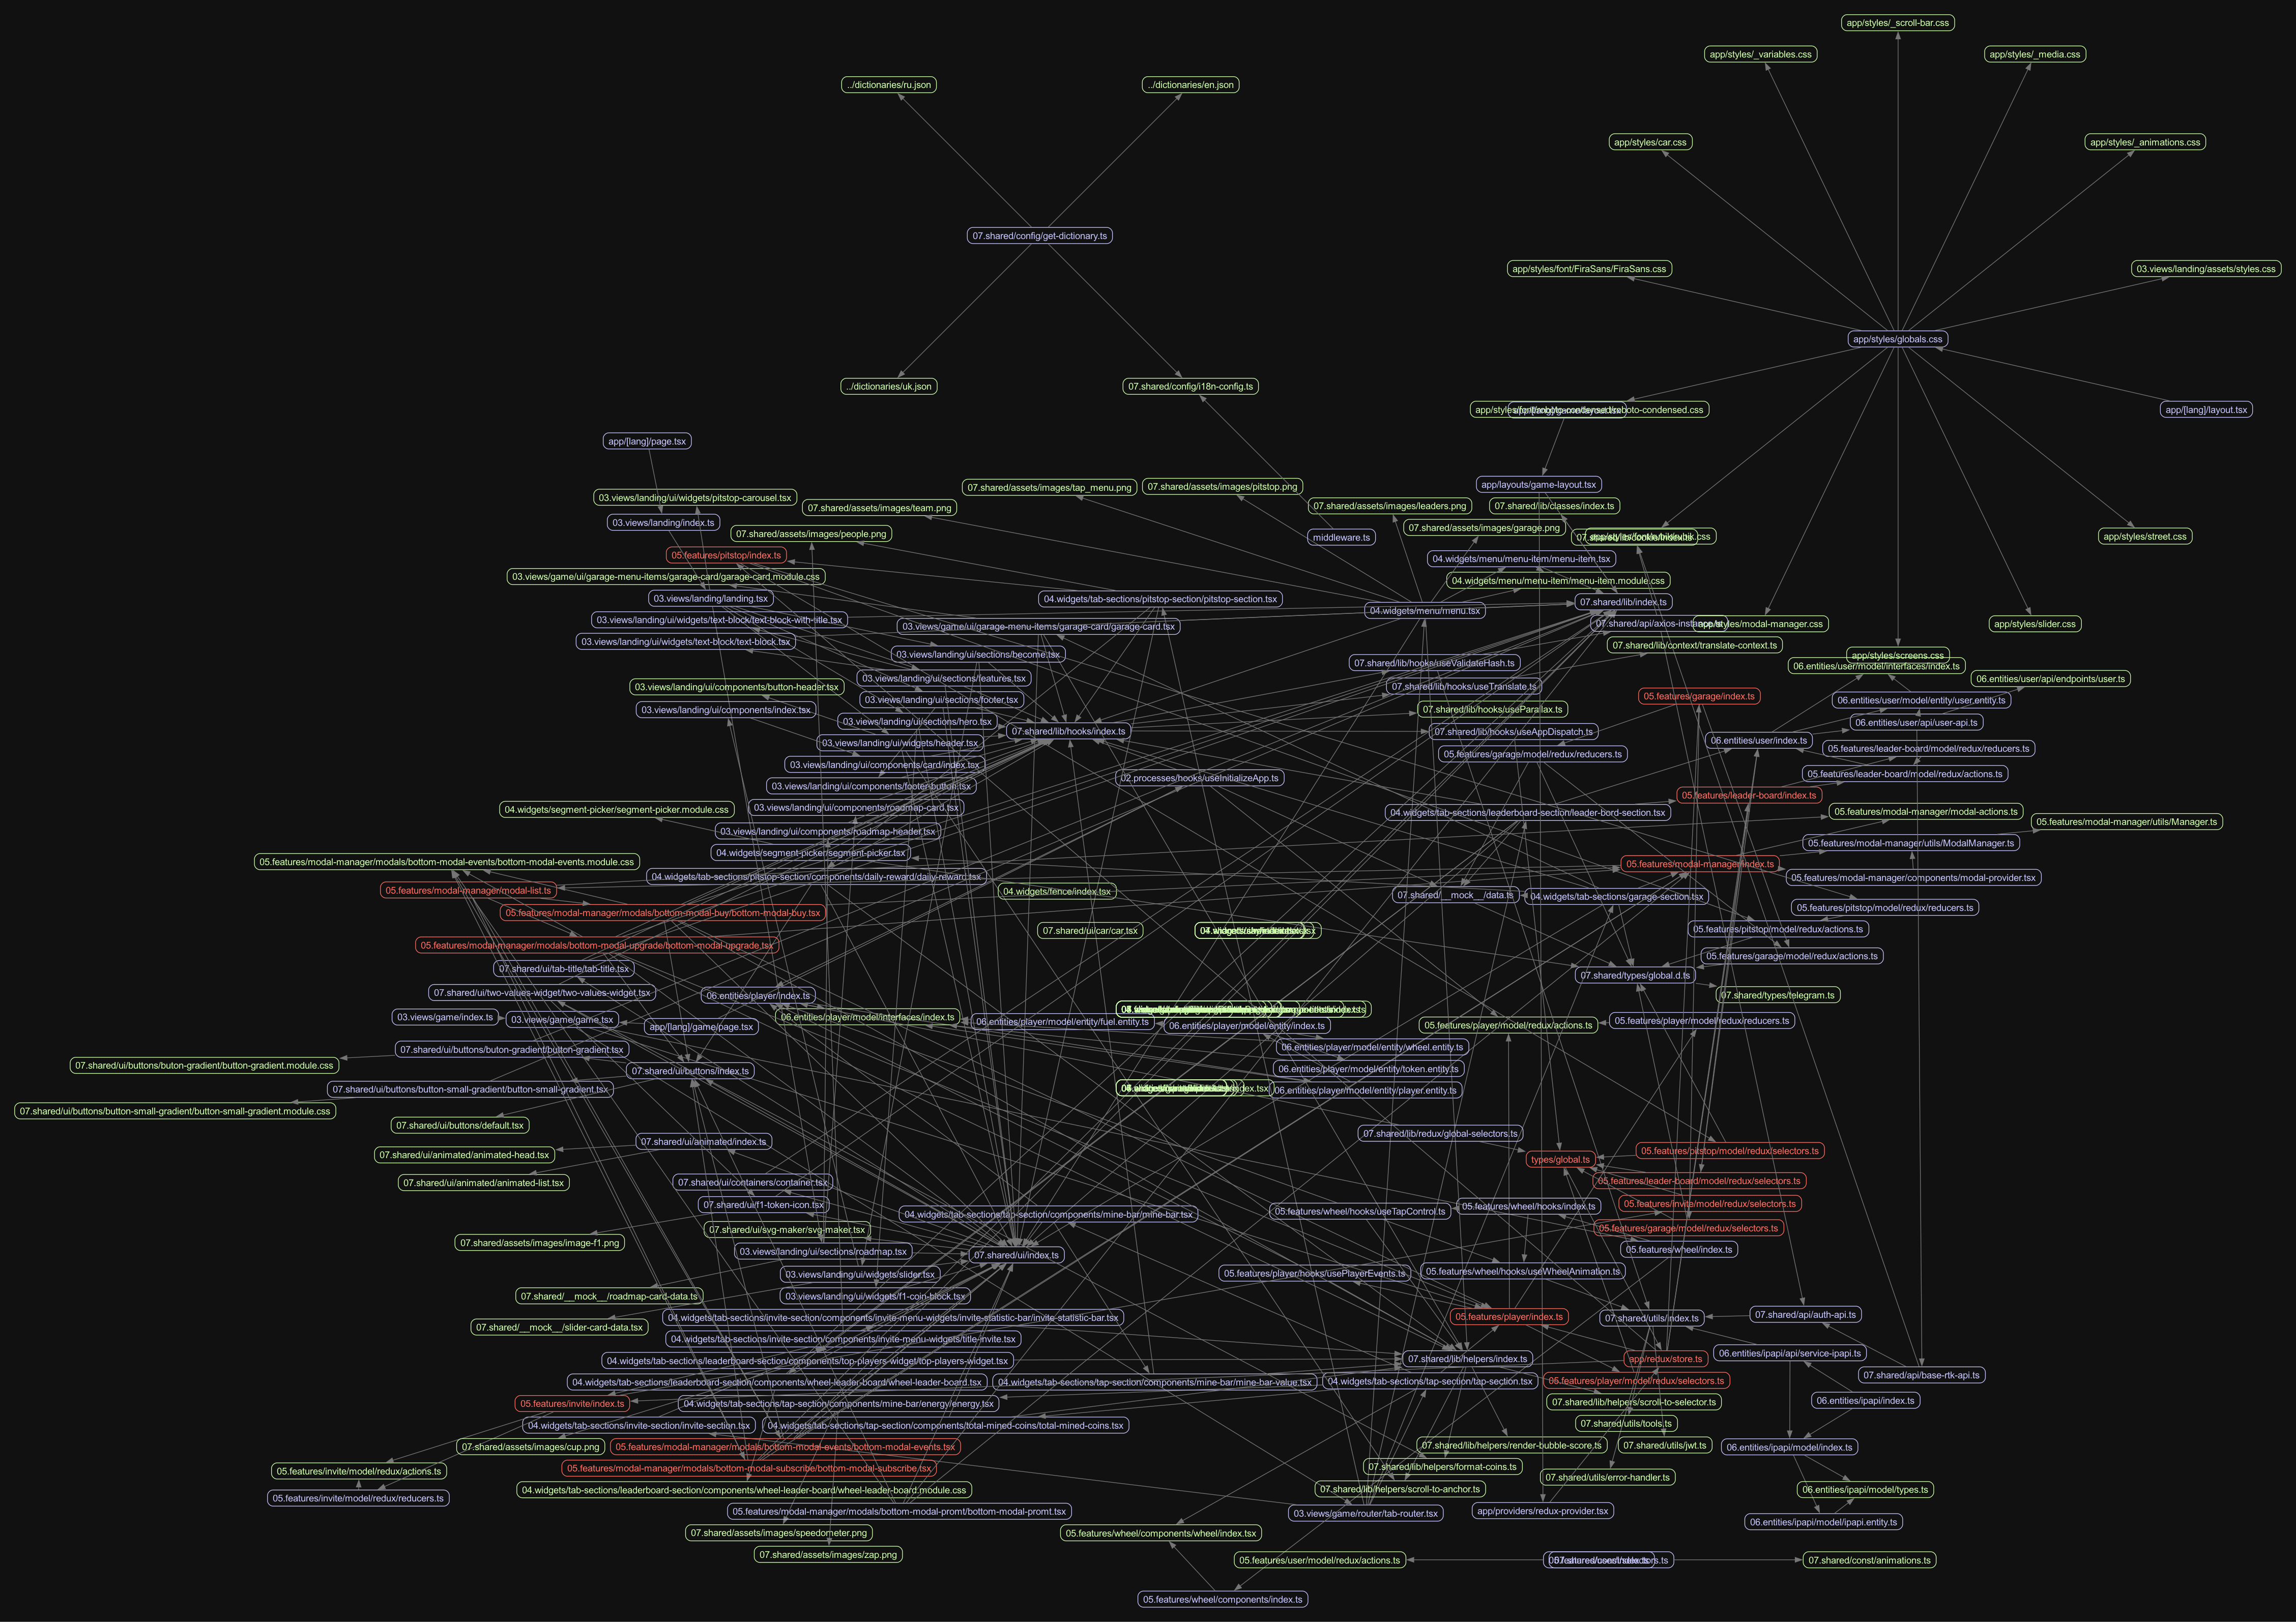 app/styles/_scroll-bar.css
app/styles/_variables.css
app/styles/_media.css
../dictionaries/ru.json
../dictionaries/en.json
app/styles/car.css
app/styles/_animations.css
07.shared/config/get-dictionary.ts
app/styles/font/FiraSans/FiraSans.css
03.views/landing/assets/styles.css
app/styles/globals.css
../dictionaries/uk.json
07.shared/config/i18n-config.ts
app/[lang]/layout.tsx
app/[lang]/page.tsx
app/layouts/game-layout.tsx
07.shared/assets/images/tap_menu.png
07.shared/assets/images/pitstop.png
03.views/landing/ui/widgets/pitstop-carousel.tsx
07.shared/assets/images/team.png
07.shared/assets/images/leaders.png
07.shared/lib/classes/index.ts
03.views/landing/index.ts
07.shared/assets/images/garage.png
07.shared/assets/images/people.png
middleware.ts
app/styles/street.css
05.features/pitstop/index.ts
04.widgets/menu/menu-item/menu-item.tsx
03.views/game/ui/garage-menu-items/garage-card/garage-card.module.css
04.widgets/menu/menu-item/menu-item.module.css
03.views/landing/landing.tsx
04.widgets/tab-sections/pitstop-section/pitstop-section.tsx
07.shared/lib/index.ts
04.widgets/menu/menu.tsx
03.views/landing/ui/widgets/text-block/text-block-with-title.tsx
03.views/game/ui/garage-menu-items/garage-card/garage-card.tsx
07.shared/api/axios-instance.ts
app/styles/modal-manager.css
app/styles/slider.css
03.views/landing/ui/widgets/text-block/text-block.tsx
07.shared/lib/context/translate-context.ts
03.views/landing/ui/sections/become.tsx
app/styles/screens.css
07.shared/lib/hooks/useValidateHash.ts
06.entities/user/model/interfaces/index.ts
03.views/landing/ui/sections/features.tsx
06.entities/user/api/endpoints/user.ts
03.views/landing/ui/components/button-header.tsx
07.shared/lib/hooks/useTranslate.ts
05.features/garage/index.ts
03.views/landing/ui/sections/footer.tsx
06.entities/user/model/entity/user.entity.ts
03.views/landing/ui/components/index.tsx
07.shared/lib/hooks/useParallax.ts
03.views/landing/ui/sections/hero.tsx
06.entities/user/api/user-api.ts
07.shared/lib/hooks/index.ts
07.shared/lib/hooks/useAppDispatch.ts
03.views/landing/ui/widgets/header.tsx
06.entities/user/index.ts
05.features/leader-board/model/redux/reducers.ts
05.features/garage/model/redux/reducers.ts
03.views/landing/ui/components/card/index.tsx
05.features/leader-board/model/redux/actions.ts
02.processes/hooks/useInitializeApp.ts
03.views/landing/ui/components/footer-button.tsx
05.features/leader-board/index.ts
03.views/landing/ui/components/roadmap-card.tsx
04.widgets/segment-picker/segment-picker.module.css
04.widgets/tab-sections/leaderboard-section/leader-bord-section.tsx
05.features/modal-manager/modal-actions.ts
05.features/modal-manager/utils/Manager.ts
03.views/landing/ui/components/roadmap-header.tsx
05.features/modal-manager/utils/ModalManager.ts
04.widgets/segment-picker/segment-picker.tsx
05.features/modal-manager/modals/bottom-modal-events/bottom-modal-events.module.css
05.features/modal-manager/index.ts
04.widgets/tab-sections/pitstop-section/components/daily-reward/daily-reward.tsx
05.features/modal-manager/components/modal-provider.tsx
05.features/modal-manager/modal-list.ts
04.widgets/fence/index.tsx
07.shared/__mock__/data.ts
04.widgets/tab-sections/garage-section.tsx
05.features/pitstop/model/redux/reducers.ts
05.features/modal-manager/modals/bottom-modal-buy/bottom-modal-buy.tsx
07.shared/ui/car/car.tsx
05.features/pitstop/model/redux/actions.ts
05.features/modal-manager/modals/bottom-modal-upgrade/bottom-modal-upgrade.tsx
05.features/garage/model/redux/actions.ts
07.shared/ui/tab-title/tab-title.tsx
07.shared/types/global.d.ts
07.shared/ui/two-values-widget/two-values-widget.tsx
06.entities/player/index.ts
07.shared/types/telegram.ts
03.views/game/index.ts
03.views/game/game.tsx
06.entities/player/model/interfaces/index.ts
06.entities/player/model/entity/fuel.entity.ts
05.features/player/model/redux/reducers.ts
app/[lang]/game/page.tsx
06.entities/player/model/entity/index.ts
05.features/player/model/redux/actions.ts
07.shared/ui/buttons/buton-gradient/button-gradient.tsx
06.entities/player/model/entity/wheel.entity.ts
07.shared/ui/buttons/buton-gradient/button-gradient.module.css
07.shared/ui/buttons/index.ts
06.entities/player/model/entity/token.entity.ts
07.shared/ui/buttons/button-small-gradient/button-small-gradient.tsx
06.entities/player/model/entity/player.entity.ts
07.shared/ui/buttons/button-small-gradient/button-small-gradient.module.css
07.shared/ui/buttons/default.tsx
07.shared/lib/redux/global-selectors.ts
07.shared/ui/animated/index.ts
07.shared/ui/animated/animated-head.tsx
types/global.ts
05.features/pitstop/model/redux/selectors.ts
07.shared/ui/animated/animated-list.tsx
07.shared/ui/containers/container.tsx
05.features/leader-board/model/redux/selectors.ts
07.shared/ui/f1-token-icon.tsx
05.features/invite/model/redux/selectors.ts
04.widgets/tab-sections/tap-section/components/mine-bar/mine-bar.tsx
05.features/wheel/hooks/useTapControl.ts
05.features/wheel/hooks/index.ts
07.shared/ui/svg-maker/svg-maker.tsx
05.features/garage/model/redux/selectors.ts
07.shared/assets/images/image-f1.png
03.views/landing/ui/sections/roadmap.tsx
07.shared/ui/index.ts
05.features/wheel/index.ts
03.views/landing/ui/widgets/slider.tsx
05.features/player/hooks/usePlayerEvents.ts
05.features/wheel/hooks/useWheelAnimation.ts
07.shared/__mock__/roadmap-card-data.ts
03.views/landing/ui/widgets/f1-coin-block.tsx
04.widgets/tab-sections/invite-section/components/invite-menu-widgets/invite-statistic-bar/invite-statistic-bar.tsx
05.features/player/index.ts
07.shared/utils/index.ts
07.shared/api/auth-api.ts
07.shared/__mock__/slider-card-data.tsx
04.widgets/tab-sections/invite-section/components/invite-menu-widgets/title-invite.tsx
04.widgets/tab-sections/leaderboard-section/components/top-players-widget/top-players-widget.tsx
07.shared/lib/helpers/index.ts
app/redux/store.ts
06.entities/ipapi/api/service-ipapi.ts
07.shared/api/base-rtk-api.ts
04.widgets/tab-sections/leaderboard-section/components/wheel-leader-board/wheel-leader-board.tsx
04.widgets/tab-sections/tap-section/components/mine-bar/mine-bar-value.tsx
04.widgets/tab-sections/tap-section/tap-section.tsx
05.features/player/model/redux/selectors.ts
05.features/invite/index.ts
04.widgets/tab-sections/tap-section/components/mine-bar/energy/energy.tsx
07.shared/lib/helpers/scroll-to-selector.ts
06.entities/ipapi/index.ts
04.widgets/tab-sections/invite-section/invite-section.tsx
04.widgets/tab-sections/tap-section/components/total-mined-coins/total-mined-coins.tsx
07.shared/utils/tools.ts
07.shared/assets/images/cup.png
05.features/modal-manager/modals/bottom-modal-events/bottom-modal-events.tsx
07.shared/lib/helpers/render-bubble-score.ts
07.shared/utils/jwt.ts
06.entities/ipapi/model/index.ts
05.features/invite/model/redux/actions.ts
05.features/modal-manager/modals/bottom-modal-subscribe/bottom-modal-subscribe.tsx
07.shared/lib/helpers/format-coins.ts
07.shared/utils/error-handler.ts
04.widgets/tab-sections/leaderboard-section/components/wheel-leader-board/wheel-leader-board.module.css
07.shared/lib/helpers/scroll-to-anchor.ts
06.entities/ipapi/model/types.ts
05.features/invite/model/redux/reducers.ts
05.features/modal-manager/modals/bottom-modal-promt/bottom-modal-promt.tsx
03.views/game/router/tab-router.tsx
app/providers/redux-provider.tsx
06.entities/ipapi/model/ipapi.entity.ts
07.shared/assets/images/speedometer.png
05.features/wheel/components/wheel/index.tsx
07.shared/assets/images/zap.png
05.features/user/model/redux/actions.ts
07.shared/const/animations.ts
05.features/wheel/components/index.ts